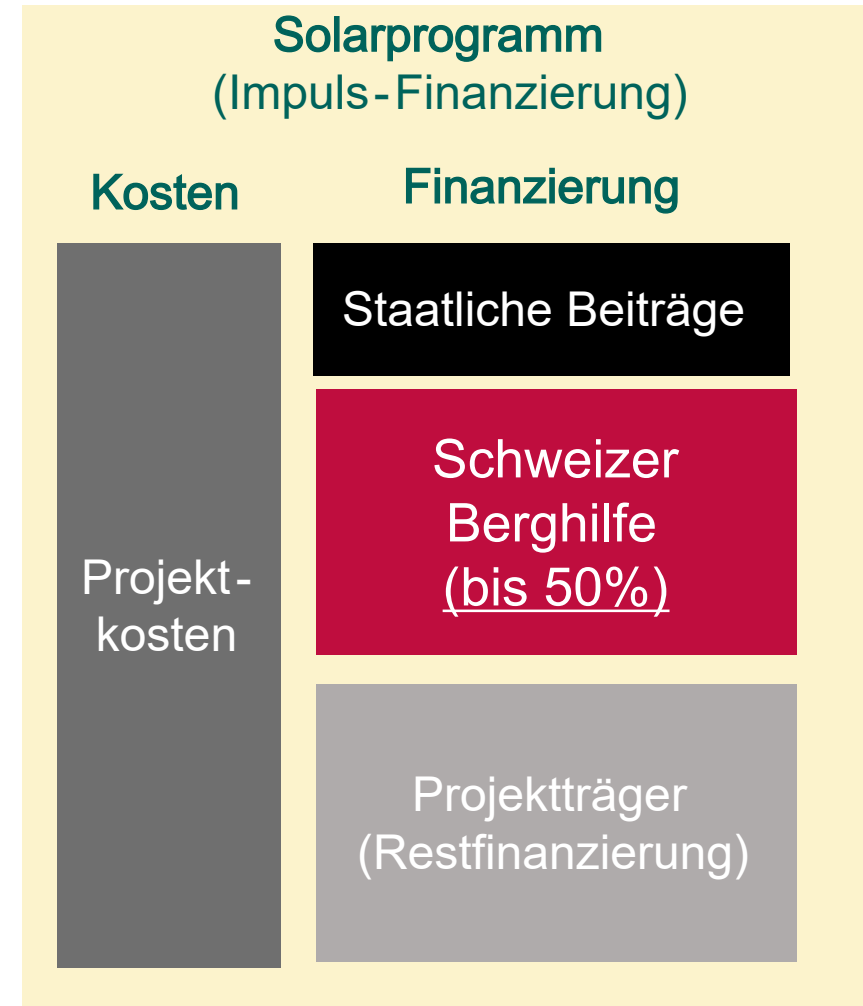 Solarprogramm
(Impuls-Finanzierung)
Kosten
Finanzierung
Staatliche Beiträge
Schweizer
Berghilfe
(bis 50%)
Projekt-
kosten
Projektträger
(Restfinanzierung)